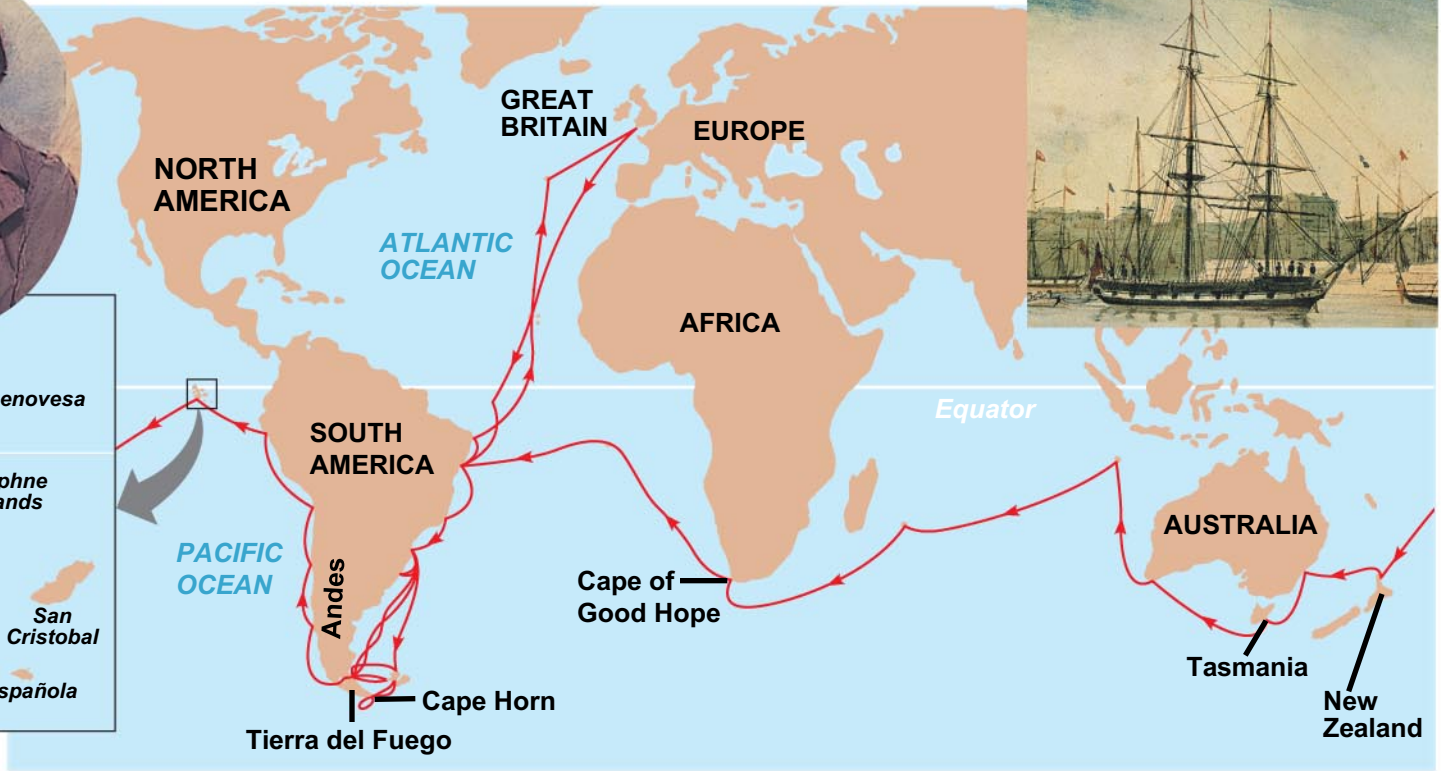 GREAT
BRITAIN
EUROPE
NORTH
AMERICA
ATLANTIC
OCEAN
AFRICA
enovesa
Equator
SOUTH
AMERICA
phne
ands
AUSTRALIA
PACIFIC
OCEAN
Andes
Cape of
Good Hope
San
Cristobal
Tasmania
spañola
Cape Horn
New
Zealand
Tierra del Fuego